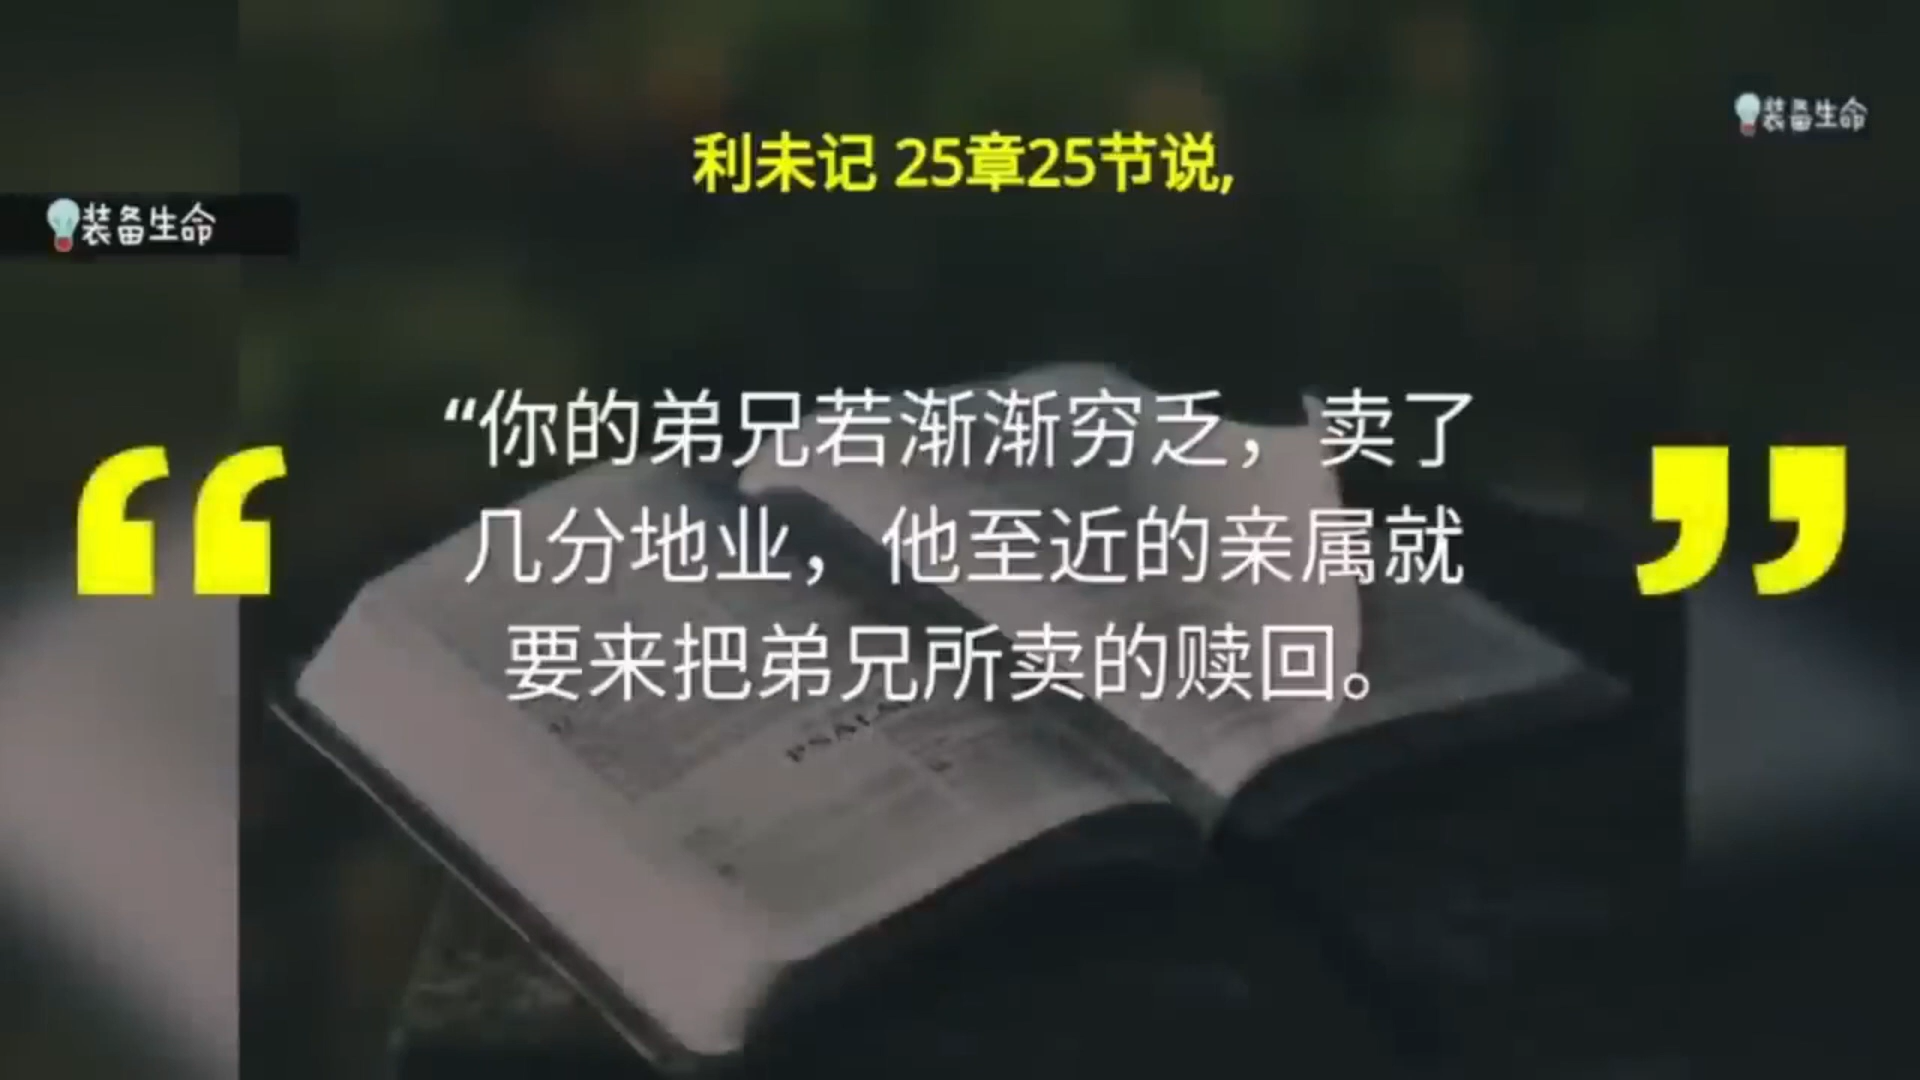 装备生命
利未记 25章25节说,
装备生命
“你的弟兄若渐渐穷乏，卖了
几分地业，他至近的亲属就
要来把弟兄所卖的赎回。
PSALM